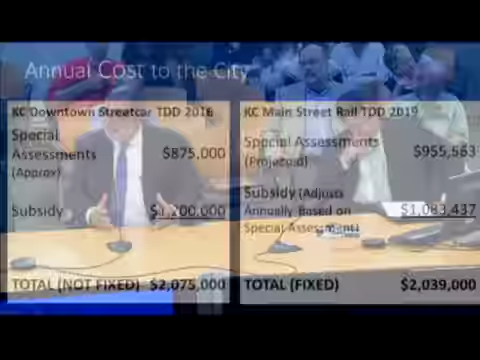 Annual Cost to the City
KC Downtown Streetcar TDD 2016
Special
Assessments
(Approx)
$875,000
Subsidy
$1,200,000
TOTAL (NOT FIXED) $2,075,000
KC Main Street Rail TDD 2019
Special Assessments
(Projected)
$955,563
Subsidy (Adjusts
Annually Based on
Special Assessment)
$1,083,437
TOTAL (FIXED)
$2,039,000